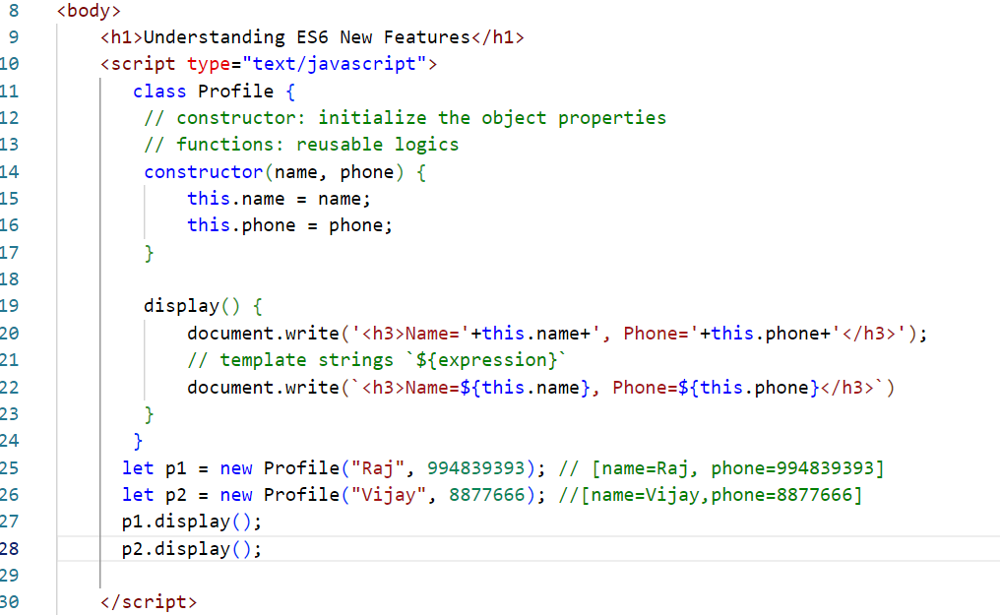 8 <body>
9 <h1>Understanding ES6 New Features</h1>
10 <script type="text/javascript">
11 class Profile {
12 // constructor: initialize the object properties
13 // functions: reusable logics
14 constructor(name, phone) {
15 this.name = name;
16 this.phone = phone;
17 }
18
19 display() {
20 document.write('<h3>Name='+this.name+', Phone='+this.phone+'</h3>');
21 // template strings `${expression}`
22 document.write(`<h3>Name=${this.name}, Phone=${this.phone}</h3>`)
23 }
24 }
25 let p1 = new Profile("Raj", 994839393); // [name=Raj, phone=994839393]
26 let p2 = new Profile("Vijay", 8877666); //[name=Vijay,phone=8877666]
27 p1.display();
28 p2.display();
29
30 </script>